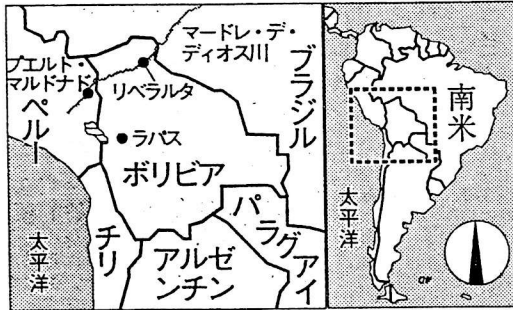 マードレ・デ・
ディオス川
プエルト・
マルドナド
リベラルタ
ブラジル
ペルー
ラパス
ボリビア
パラグアイ
チリ
アルゼ
ンチン
太平洋
南米
太平洋